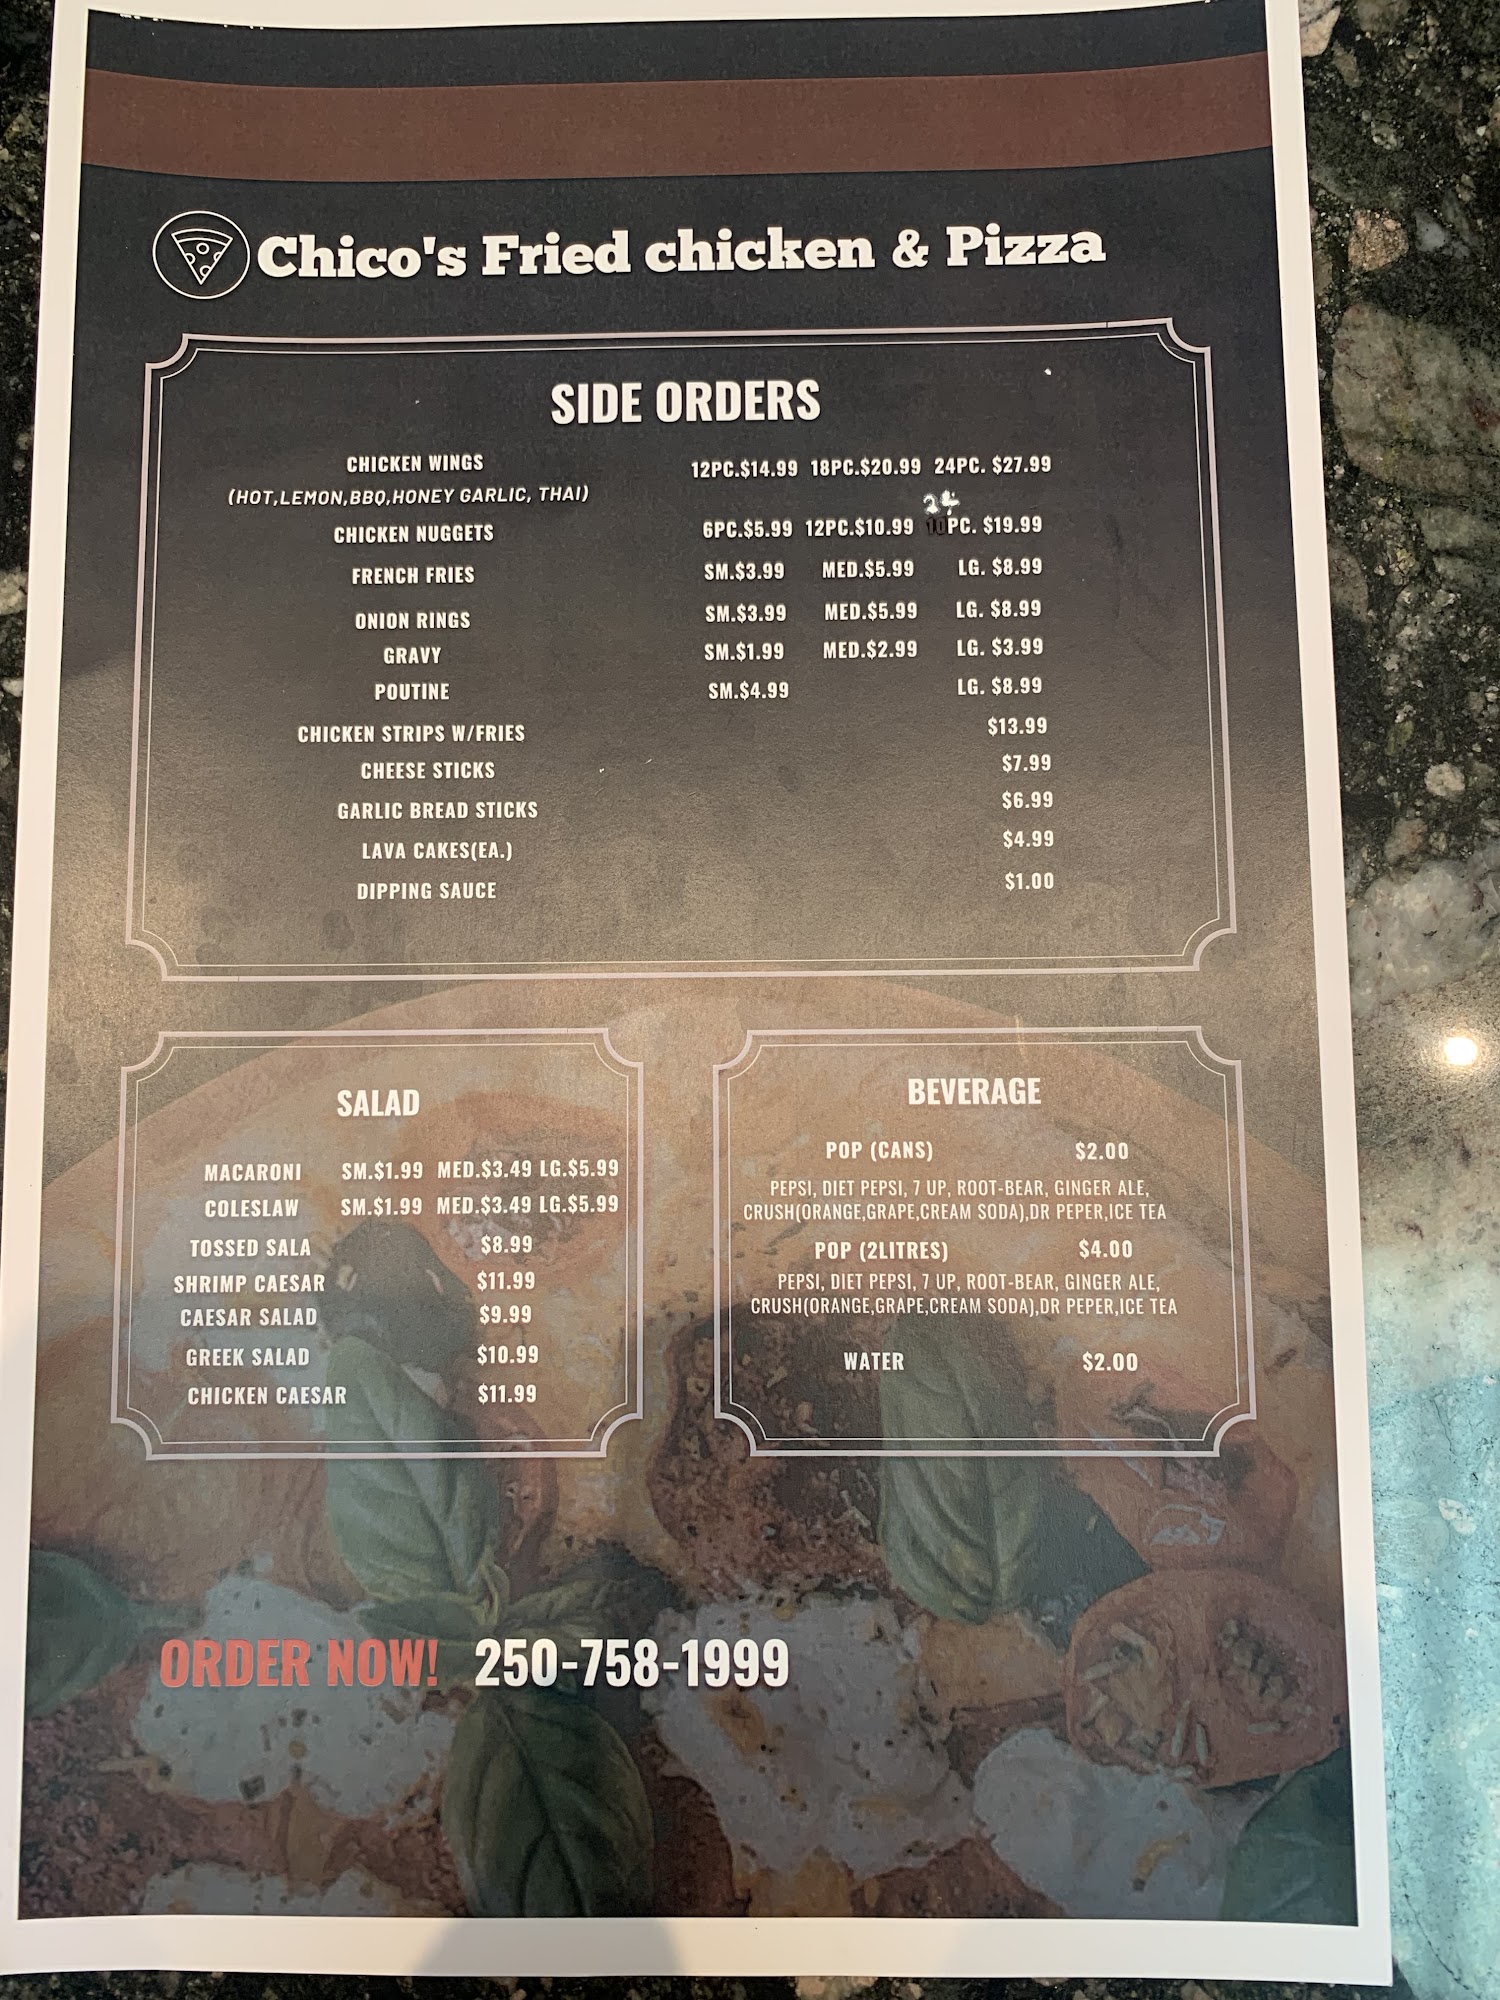 Chico's Fried chicken & Pizza
SIDE ORDERS
CHICKEN WINGS 12PC.$14.99 18PC.$20.99 24PC. $27.99
(HOT,LEMON,BBQ,HONEY GARLIC, THAI)
24
CHICKEN NUGGETS 6PC.$5.99 12PC.$10.99 10PC. $19.99
FRENCH FRIES SM.$3.99 MED.$5.99 LG. $8.99
ONION RINGS SM.$3.99 MED.$5.99 LG. $8.99
GRAVY SM.$1.99 MED.$2.99 LG. $3.99
POUTINE SM.$4.99 LG. $8.99
CHICKEN STRIPS W/FRIES $13.99
CHEESE STICKS $7.99
GARLIC BREAD STICKS $6.99
LAVA CAKES(EA.) $4.99
DIPPING SAUCE $1.00
SALAD
MACARONI SM.$1.99 MED.$3.49 LG.$5.99
COLESLAW SM.$1.99 MED.$3.49 LG.$5.99
TOSSED SALA $8.99
SHRIMP CAESAR $11.99
CAESAR SALAD $9.99
GREEK SALAD $10.99
CHICKEN CAESAR $11.99
BEVERAGE
POP (CANS) $2.00
PEPSI, DIET PEPSI, 7 UP, ROOT-BEAR, GINGER ALE,
CRUSH(ORANGE,GRAPE,CREAM SODA),DR PEPER,ICE TEA
POP (2LITRES) $4.00
PEPSI, DIET PEPSI, 7 UP, ROOT-BEAR, GINGER ALE,
CRUSH(ORANGE,GRAPE,CREAM SODA),DR PEPER,ICE TEA
WATER $2.00
ORDER NOW! 250-758-1999